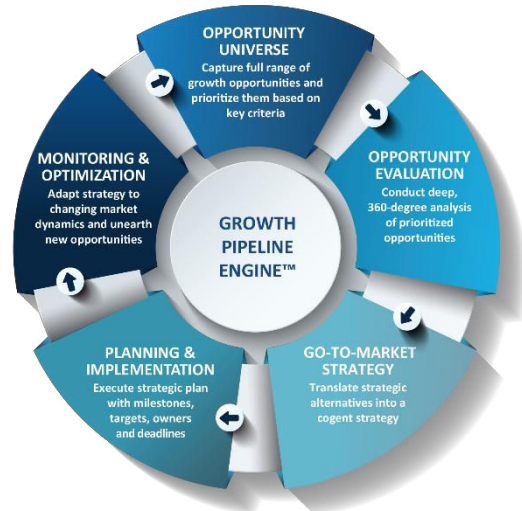 OPPORTUNITY
UNIVERSE
Capture full range of
growth opportunities and
prioritize them based on
key criteria
OPPORTUNITY
EVALUATION
Conduct deep,
360-degree analysis
of prioritized
opportunities
GO-TO-MARKET
STRATEGY
Translate strategic
alternatives into a
cogent strategy
PLANNING &
IMPLEMENTATION
Execute strategic plan
with milestones,
targets, owners
and deadlines
MONITORING &
OPTIMIZATION
Adapt strategy to
changing market
dynamics and unearth
new opportunities
GROWTH
PIPELINE
ENGINE™